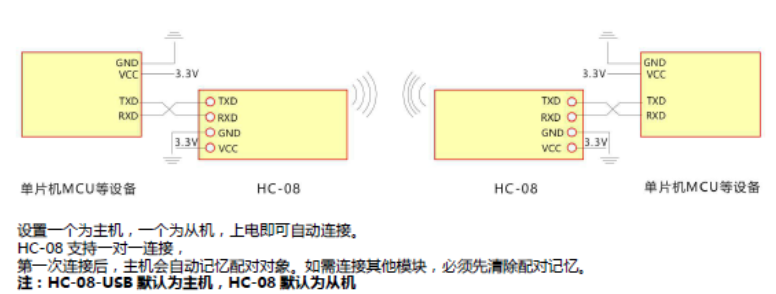 GND
VCC
3.3V
TXD
RXD
TXD
RXD
GND
3.3V
VCC
单片机MCU等设备
HC-08
TXD
RXD
GND
VCC
3.3V
GND
VCC
3.3V
TXD
RXD
HC-08
单片机MCU等设备
设置一个为主机，一个为从机，上电即可自动连接。
HC-08 支持一对一连接，
第一次连接后，主机会自动记忆配对对象。如需连接其他模块，必须先清除配对记忆。
注：HC-08-USB 默认为主机，HC-08 默认为从机